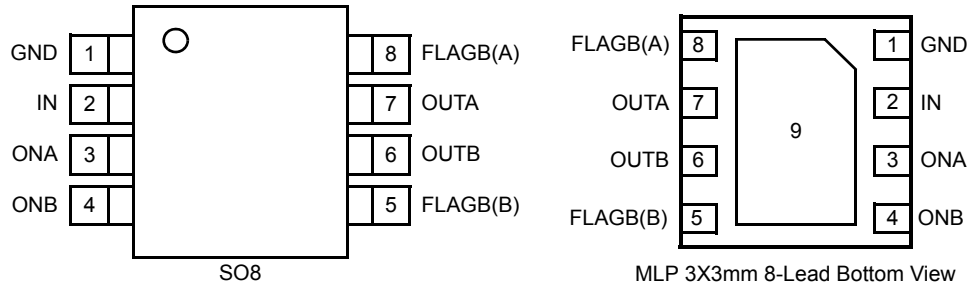 GND 1 8 FLAGB(A)
IN 2 7 OUTA
ONA 3 6 OUTB
ONB 4 5 FLAGB(B)
SO8
FLAGB(A) 8 1 GND
OUTA 7 2 IN
9
OUTB 6 3 ONA
FLAGB(B) 5 4 ONB
MLP 3X3mm 8-Lead Bottom View